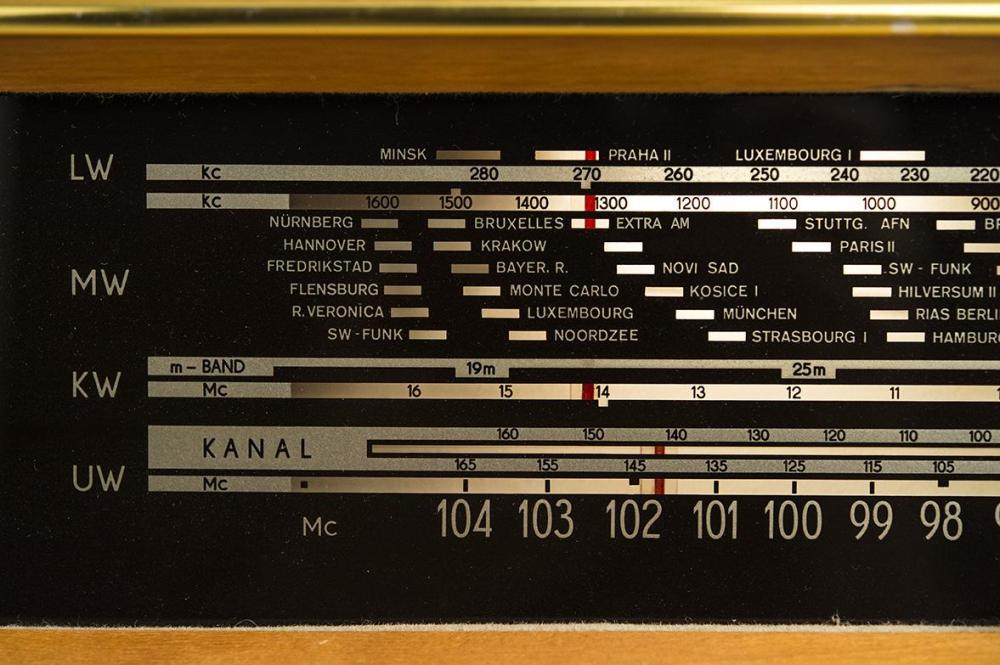 MINSK PRAHA II LUXEMBOURG I
LW kc 280 270 260 250 240 230 220
kc 1600 1500 1400 1300 1200 1100 1000 900
NÜRNBERG BRUXELLES EXTRA AM STUTTG. AFN
HANNOVER KRAKOW PARIS II
FREDRIKSTAD BAYER. R. NOVI SAD SW-FUNK
MW FLENSBURG MONTE CARLO KOSICE I HILVERSUM II
R. VERONICA LUXEMBOURG MÜNCHEN RIAS BERLI
SW-FUNK NOORDZEE STRASBOURG I HAMBURG
m-BAND 19m 25m
KW Mc 16 15 14 13 12 11
160 150 140 130 120 110 100
KANAL
165 155 145 135 125 115 105
UW Mc
Mc 104 103 102 101 100 99 98